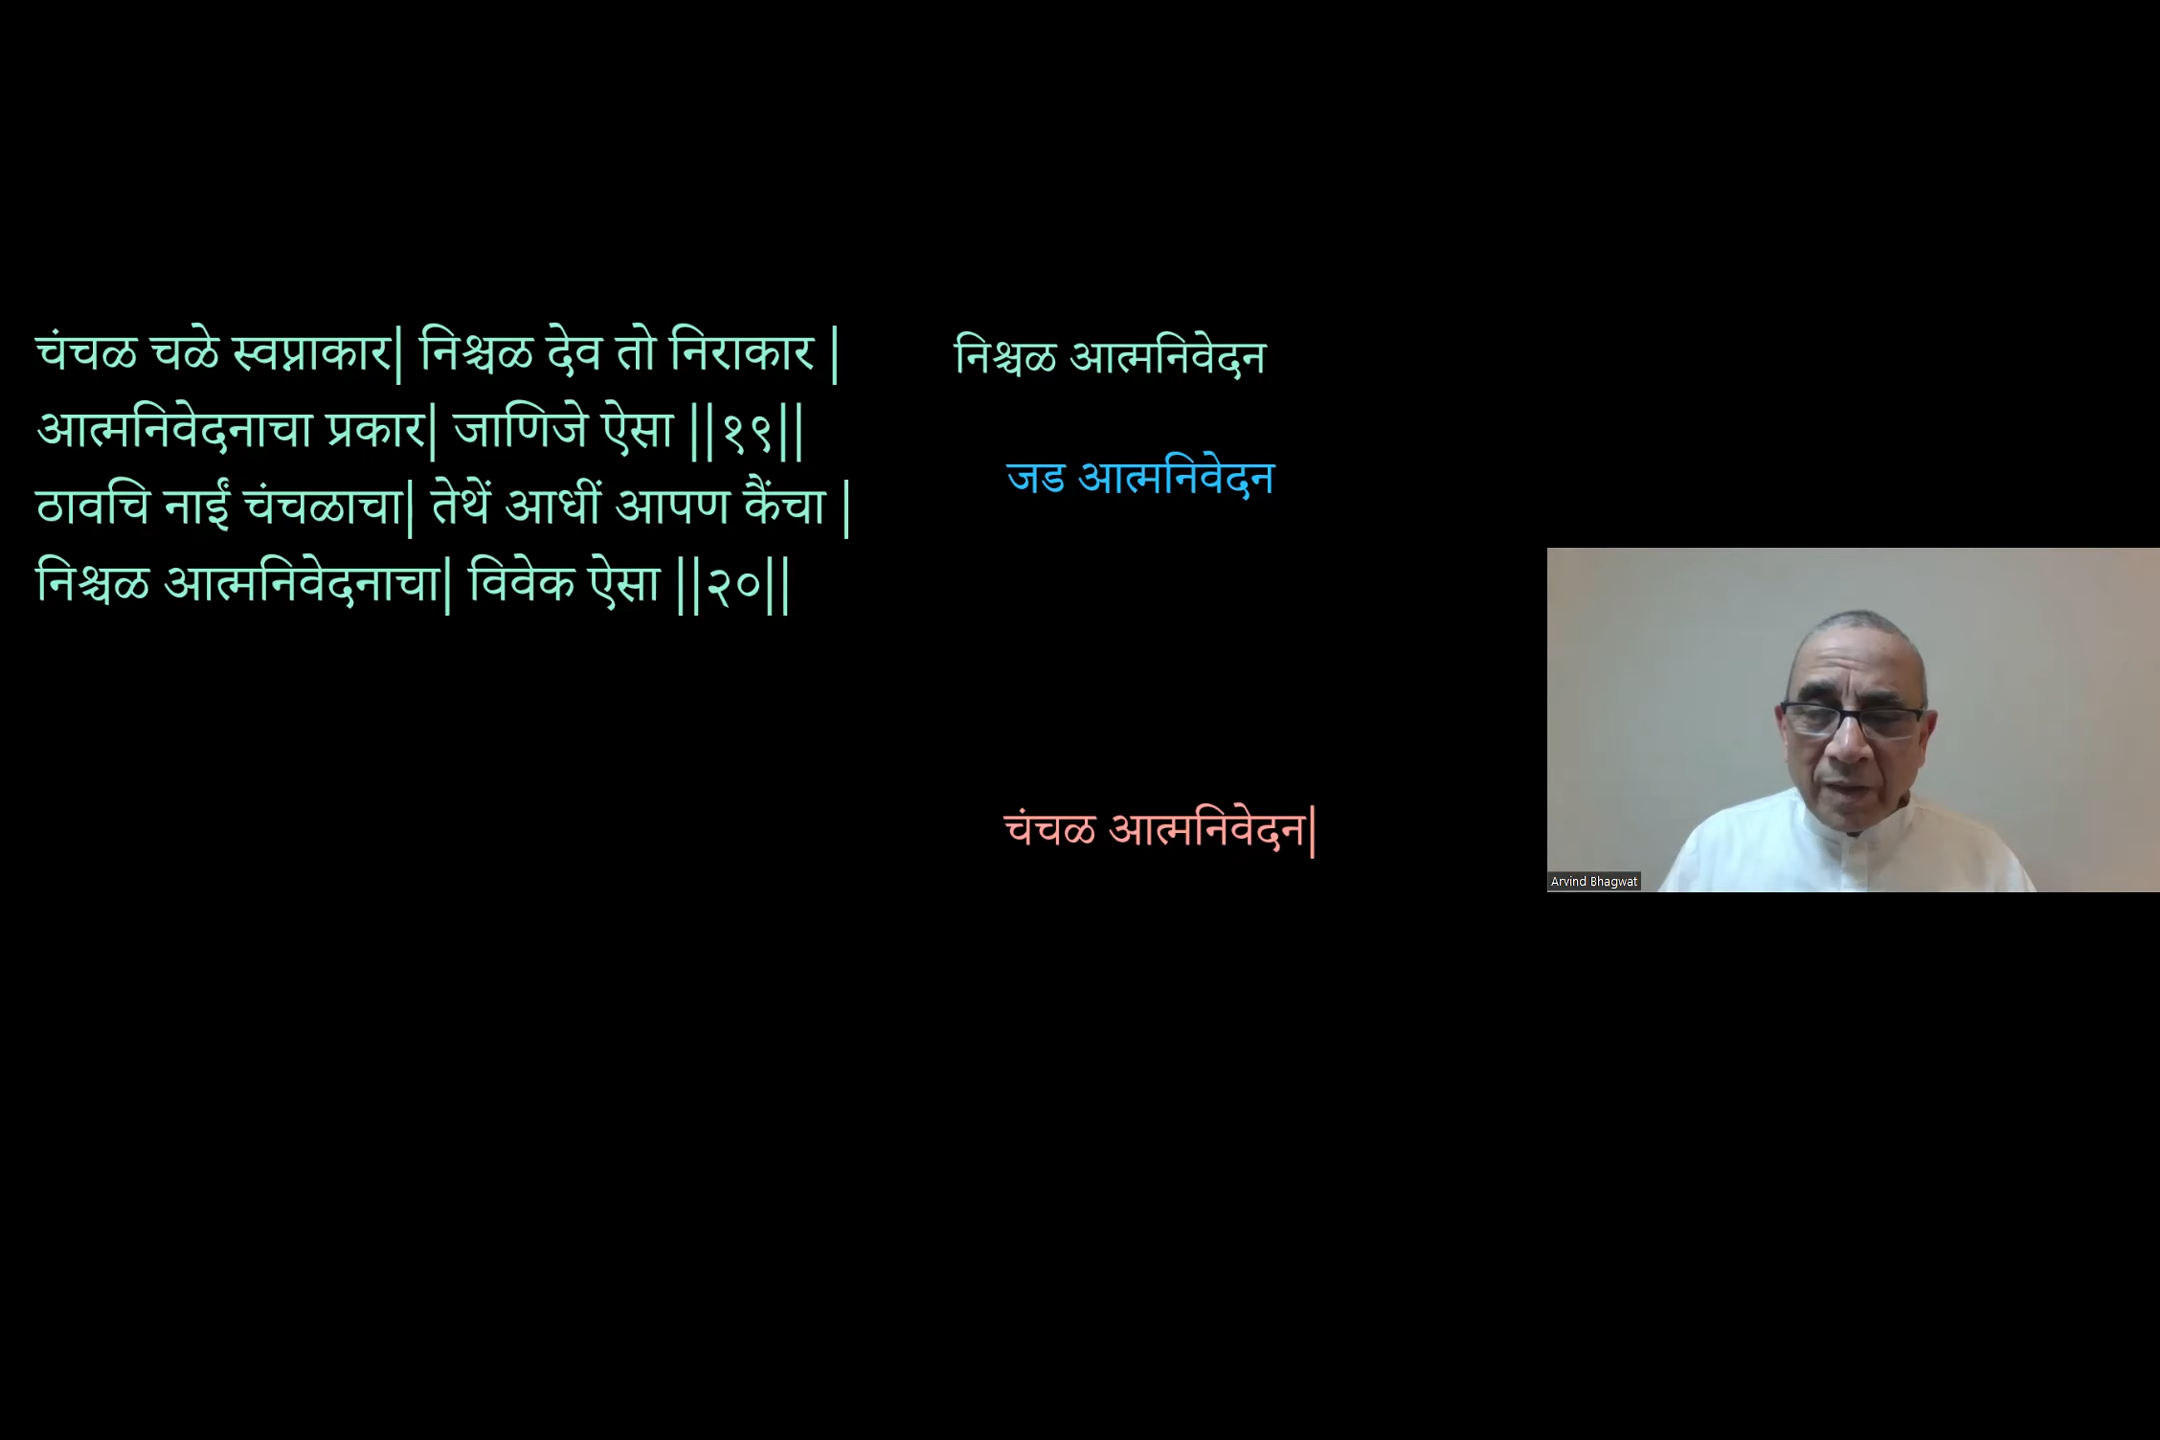 चंचळ चळे स्वप्नाकार| निश्चळ देव तो निराकार |
आत्मनिवेदनाचा प्रकार| जाणिजे ऐसा ||१९||
ठावचि नाईं चंचळाचा| तेथें आधीं आपण कैंचा |
निश्चळ आत्मनिवेदनाचा| विवेक ऐसा ||२०||
निश्चळ आत्मनिवेदन
जड आत्मनिवेदन
चंचळ आत्मनिवेदन|
Arvind Bhagwat